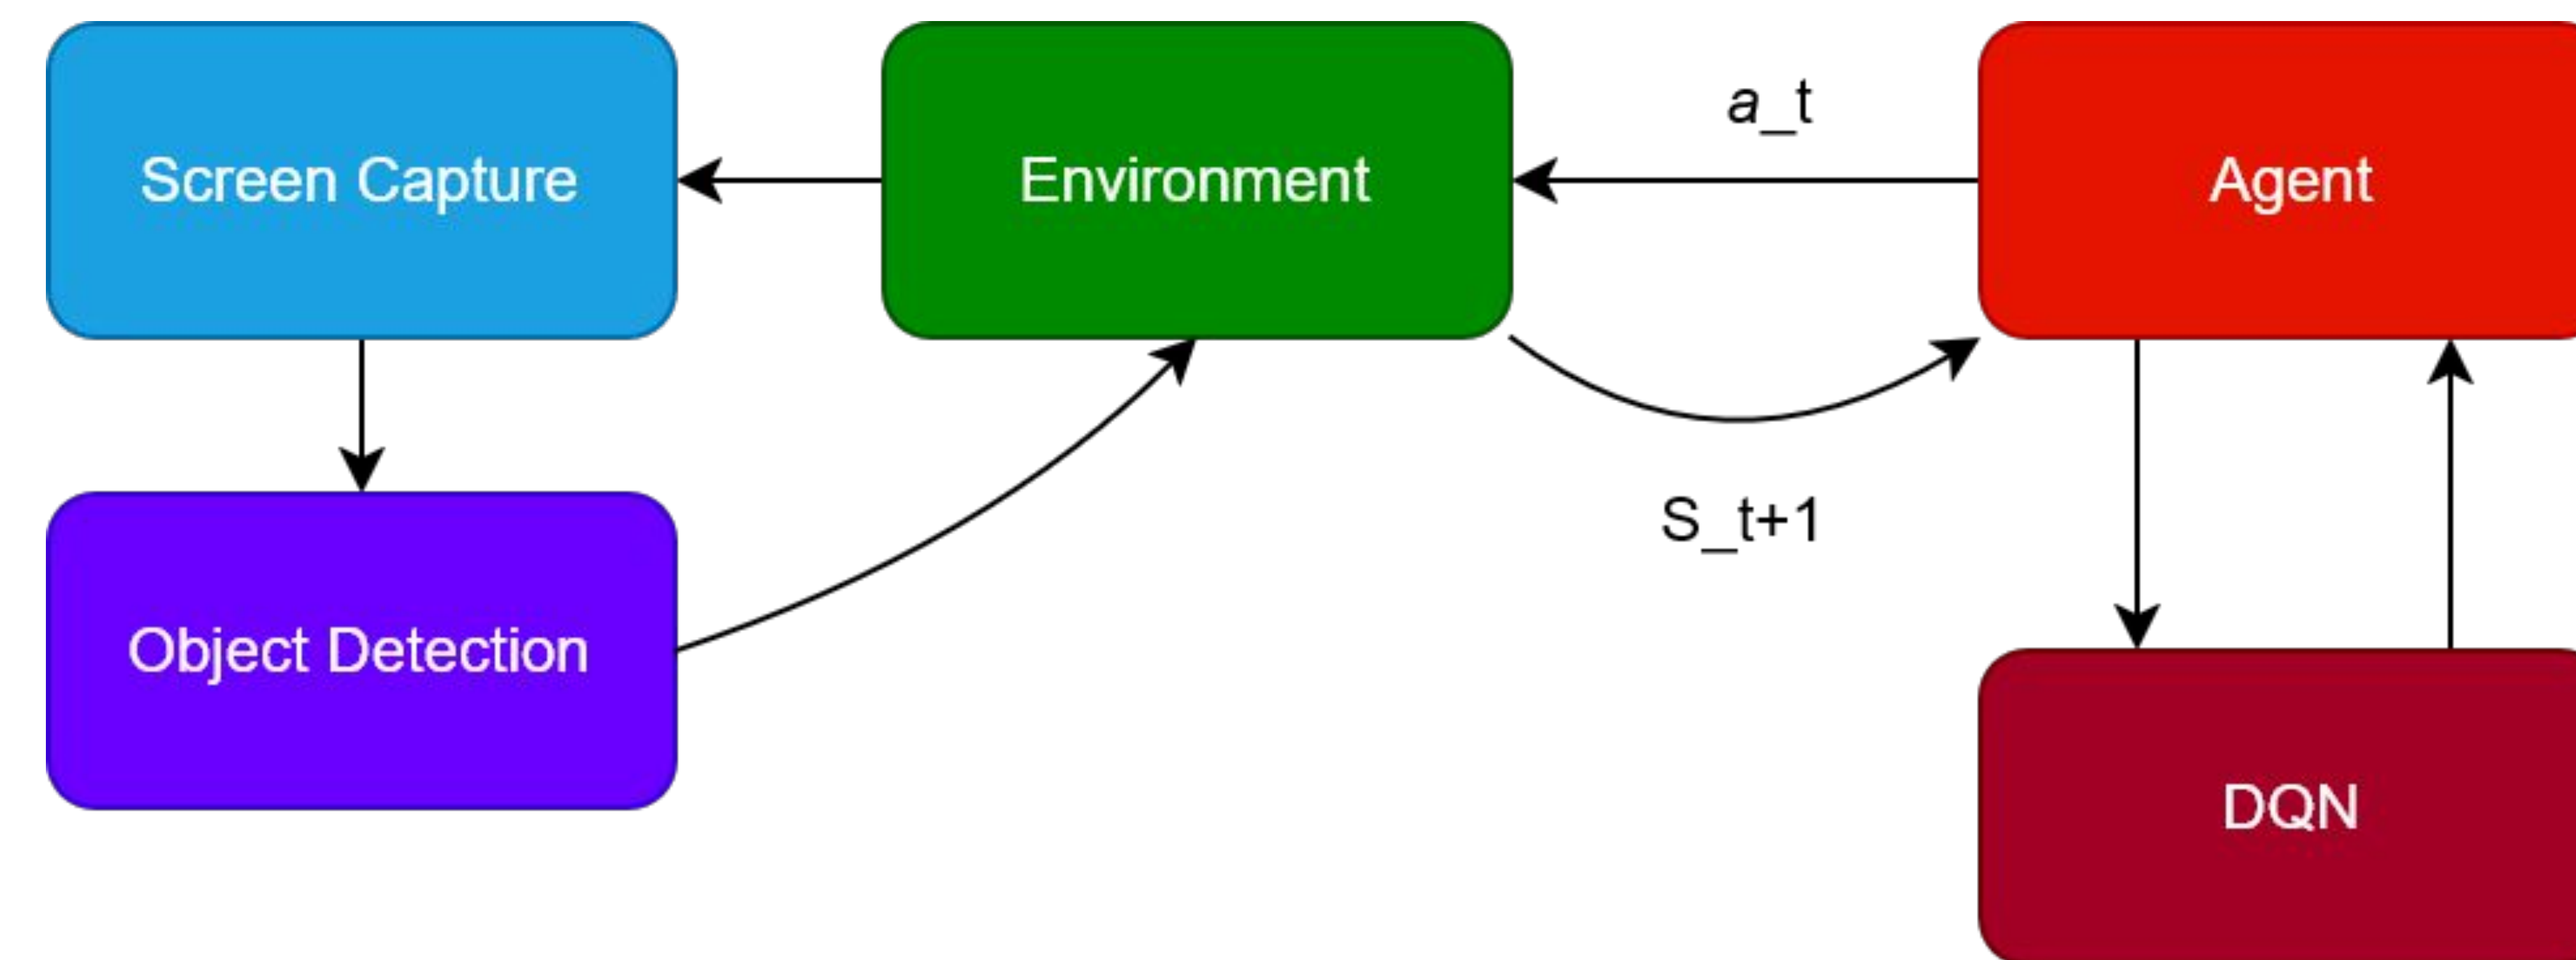 Screen Capture
Environment
a_t
Agent
S_t+1
Object Detection
DQN